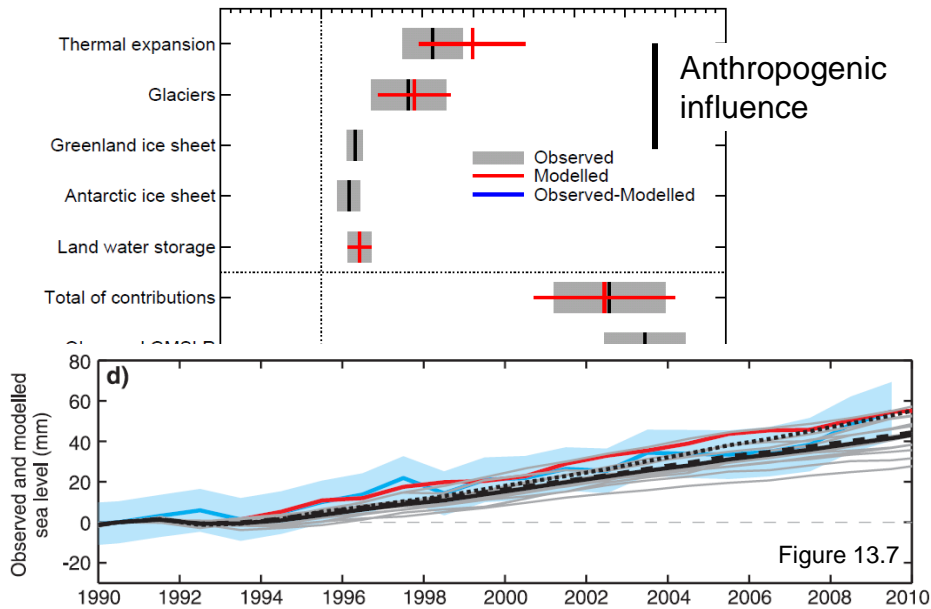 Thermal expansion
Glaciers
Greenland ice sheet
Antarctic ice sheet
Land water storage
Total of contributions
Anthropogenic
influence
Observed
Modelled
Observed-Modelled
d)
Observed and modelled
sea level (mm)
80
60
40
20
0
-20
Figure 13.7
1990 1992 1994 1996 1998 2000 2002 2004 2006 2008 2010